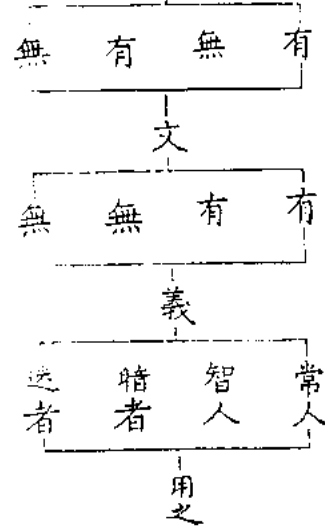 有 無 有 無
文
有 有 無 無
義
常人 智人 暗者 迷者
用之